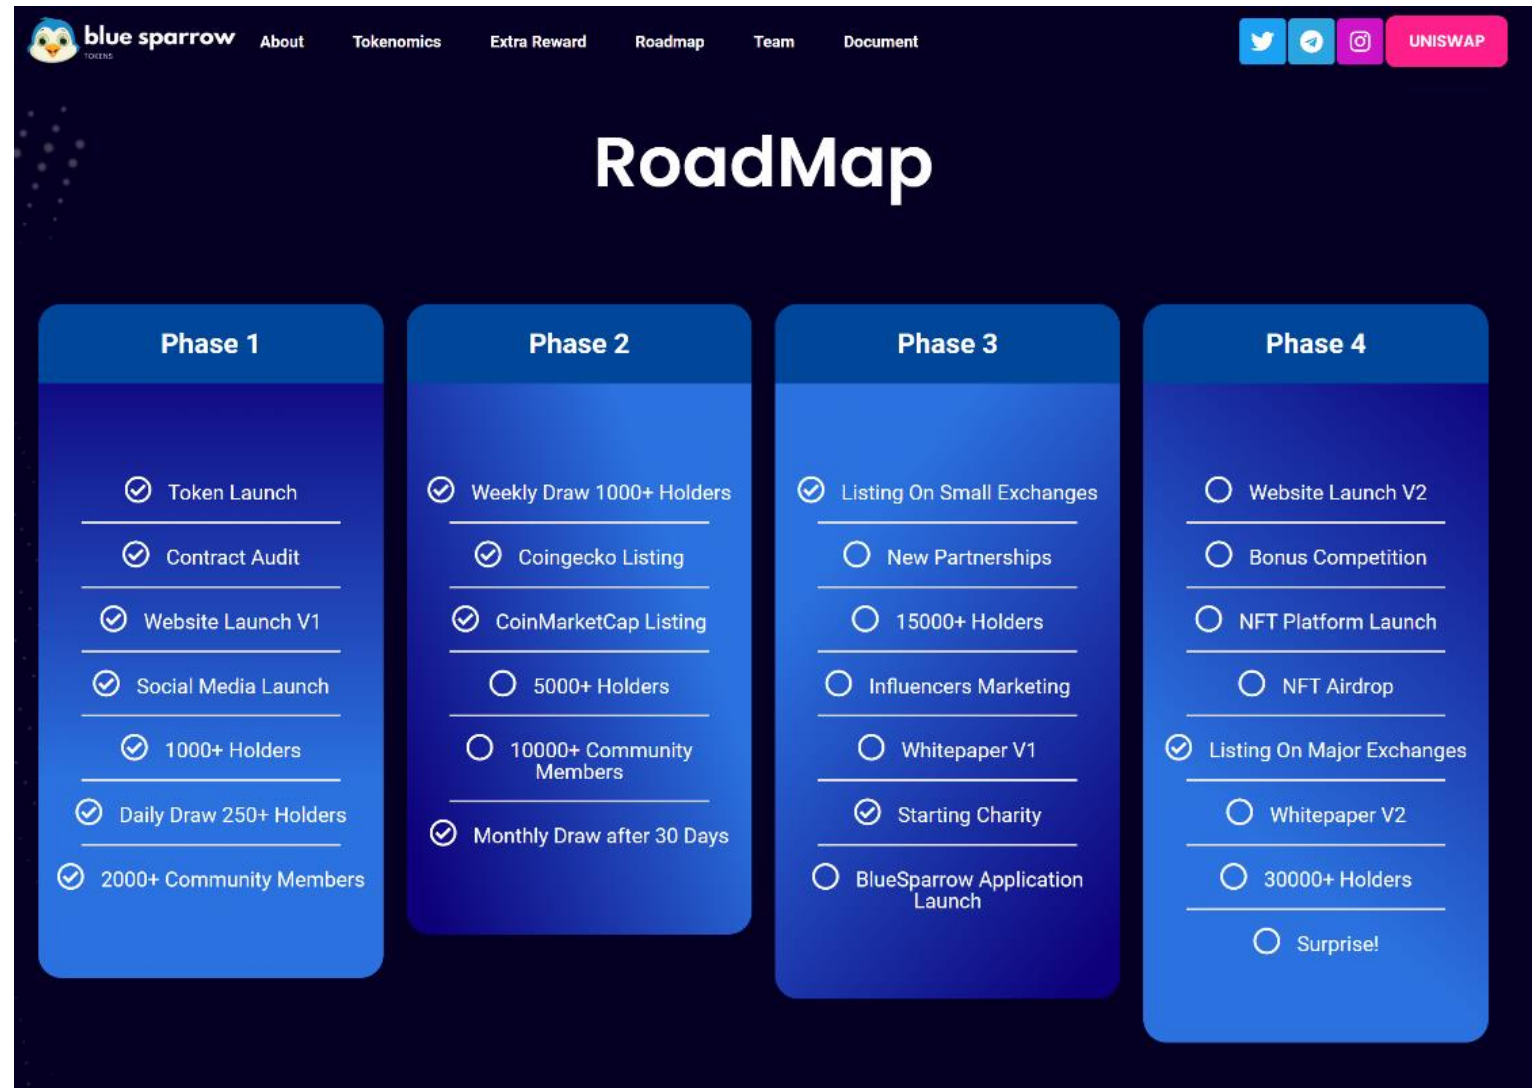 blue sparrow
TOKENS
About
Tokenomics
Extra Reward
Roadmap
Team
Document
UNISWAP
RoadMap
Phase 1
Token Launch
Contract Audit
Website Launch V1
Social Media Launch
1000+ Holders
Daily Draw 250+ Holders
2000+ Community Members
Phase 2
Weekly Draw 1000+ Holders
Coingecko Listing
CoinMarketCap Listing
5000+ Holders
10000+ Community
Members
Monthly Draw after 30 Days
Phase 3
Listing On Small Exchanges
New Partnerships
15000+ Holders
Influencers Marketing
Whitepaper V1
Starting Charity
BlueSparrow Application
Launch
Phase 4
Website Launch V2
Bonus Competition
NFT Platform Launch
NFT Airdrop
Listing On Major Exchanges
Whitepaper V2
30000+ Holders
Surprise!